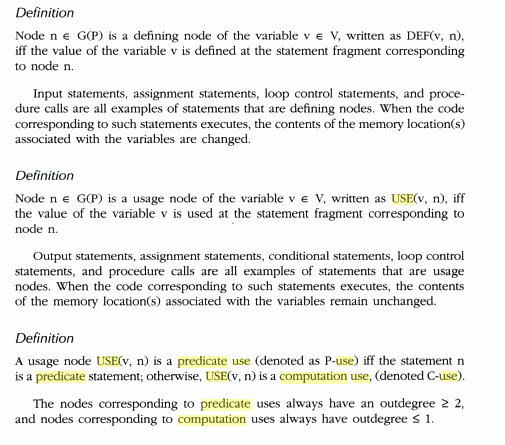 Definition
Node n ∈ G(P) is a defining node of the variable v ∈ V, written as DEF(v, n),
iff the value of the variable v is defined at the statement fragment corresponding
to node n.
Input statements, assignment statements, loop control statements, and proce-
dure calls are all examples of statements that are defining nodes. When the code
corresponding to such statements executes, the contents of the memory location(s)
associated with the variables are changed.
Definition
Node n ∈ G(P) is a usage node of the variable v ∈ V, written as USE(v, n), iff
the value of the variable v is used at the statement fragment corresponding to
node n.
Output statements, assignment statements, conditional statements, loop control
statements, and procedure calls are all examples of statements that are usage
nodes. When the code corresponding to such statements executes, the contents
of the memory location(s) associated with the variables remain unchanged.
Definition
A usage node USE(v, n) is a predicate use (denoted as P-use) iff the statement n
is a predicate statement; otherwise, USE(v, n) is a computation use, (denoted C-use).
The nodes corresponding to predicate uses always have an outdegree ≥ 2,
and nodes corresponding to computation uses always have outdegree ≤ 1.